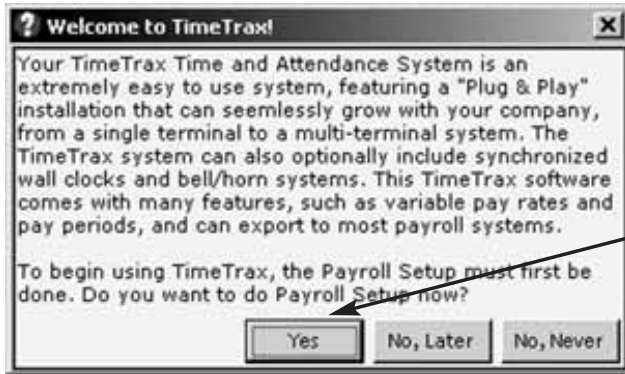 Welcome to TimeTrax!
Your TimeTrax Time and Attendance System is an
extremely easy to use system, featuring a "Plug & Play"
installation that can seemlessly grow with your company,
from a single terminal to a multi-terminal system. The
TimeTrax system can also optionally include synchronized
wall clocks and bell/horn systems. This TimeTrax software
comes with many features, such as variable pay rates and
pay periods, and can export to most payroll systems.
To begin using TimeTrax, the Payroll Setup must first be
done. Do you want to do Payroll Setup now?
Yes No, Later No, Never